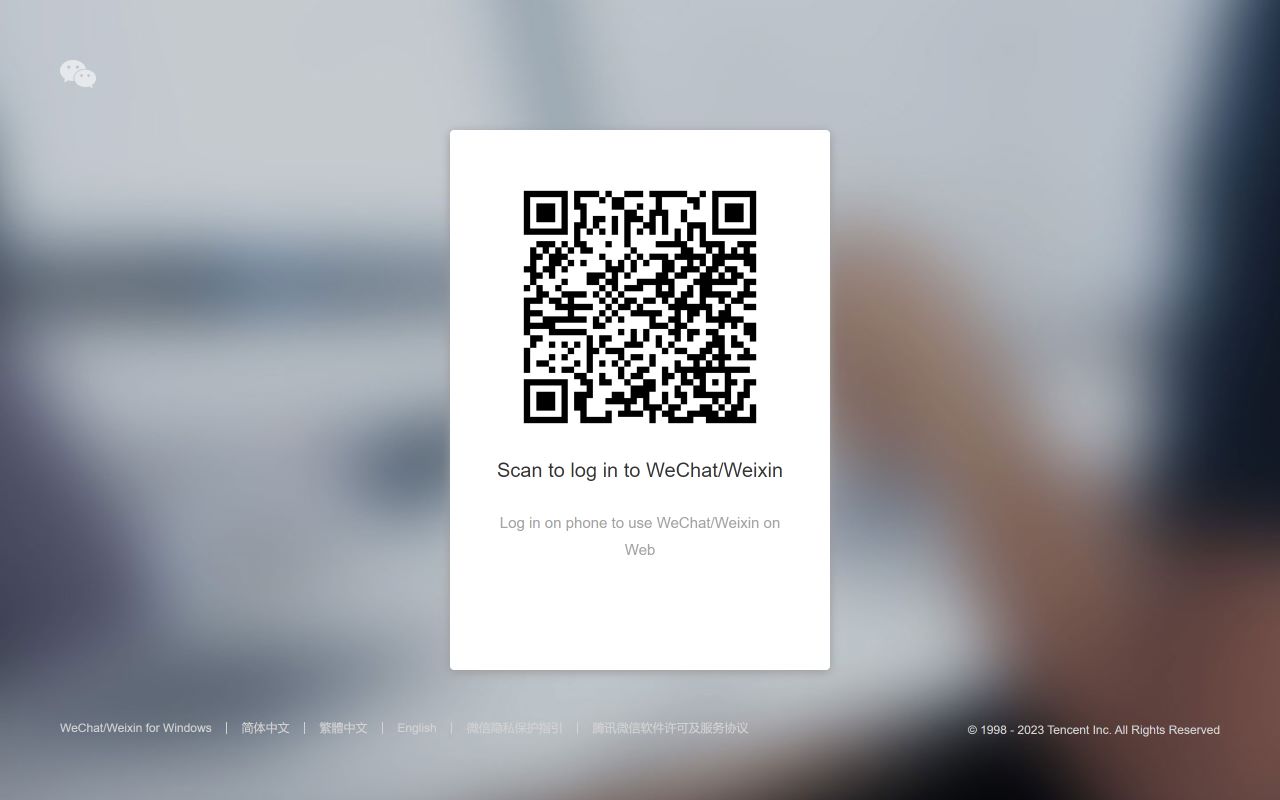 Scan to log in to WeChat/Weixin
Log in on phone to use WeChat/Weixin on
Web
WeChat/Weixin for Windows | 简体中文 | 繁體中文 | English | 微信隐私保护指引 | 腾讯微信软件许可及服务协议
© 1998 - 2023 Tencent Inc. All Rights Reserved